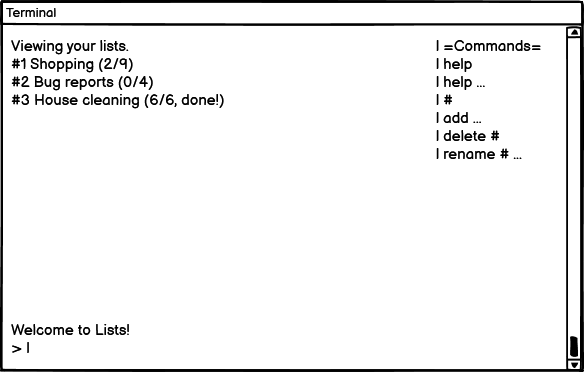 Terminal
Viewing your lists.
#1 Shopping (2/9)
#2 Bug reports (0/4)
#3 House cleaning (6/6, done!)
| =Commands=
| help
| help ...
| #
| add ...
| delete #
| rename # ...
Welcome to Lists!
> |